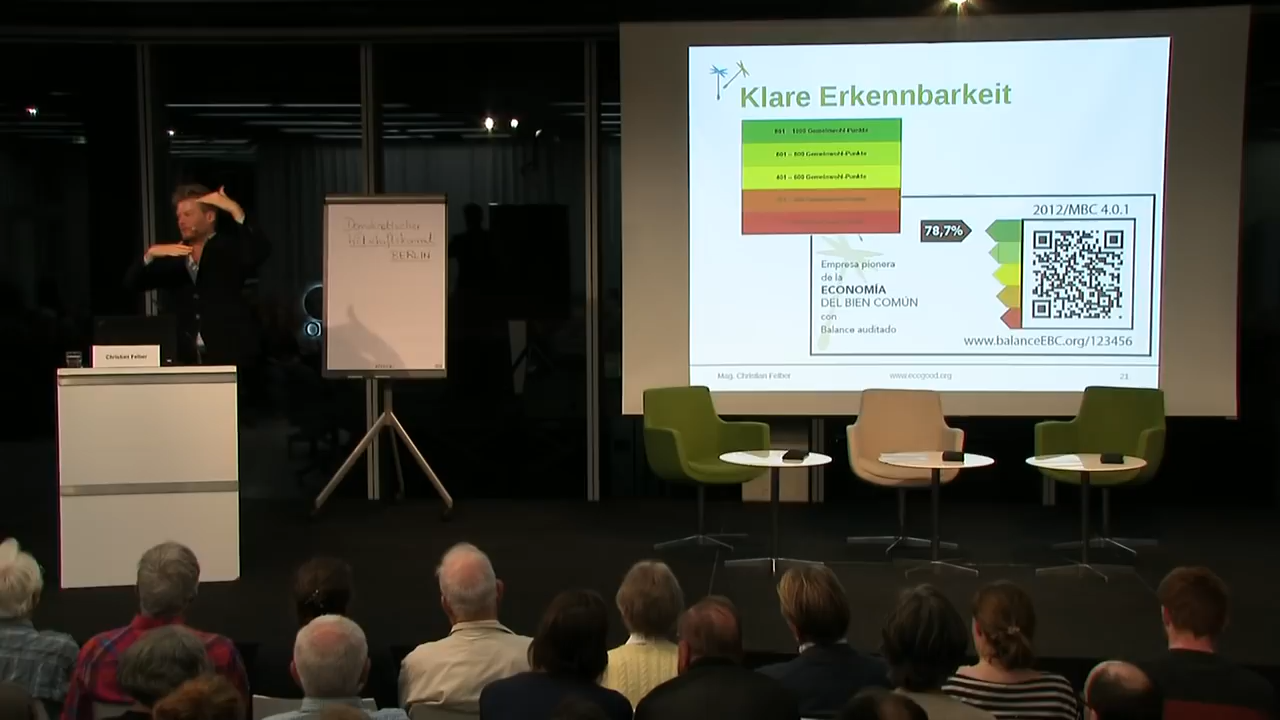 Klare Erkennbarkeit
801 - 1000 Gemeinwohl-Punkte
601 - 800 Gemeinwohl-Punkte
401 - 600 Gemeinwohl-Punkte
2012/MBC 4.0.1
78,7%
Empresa pionera
de la
ECONOMÍA
DEL BIEN COMÚN
con
Balance auditado
www.balanceEBC.org/123456
Mag. Christian Felber
www.ecogood.org
21
Demokratischer
BERLIN
Christian Felber